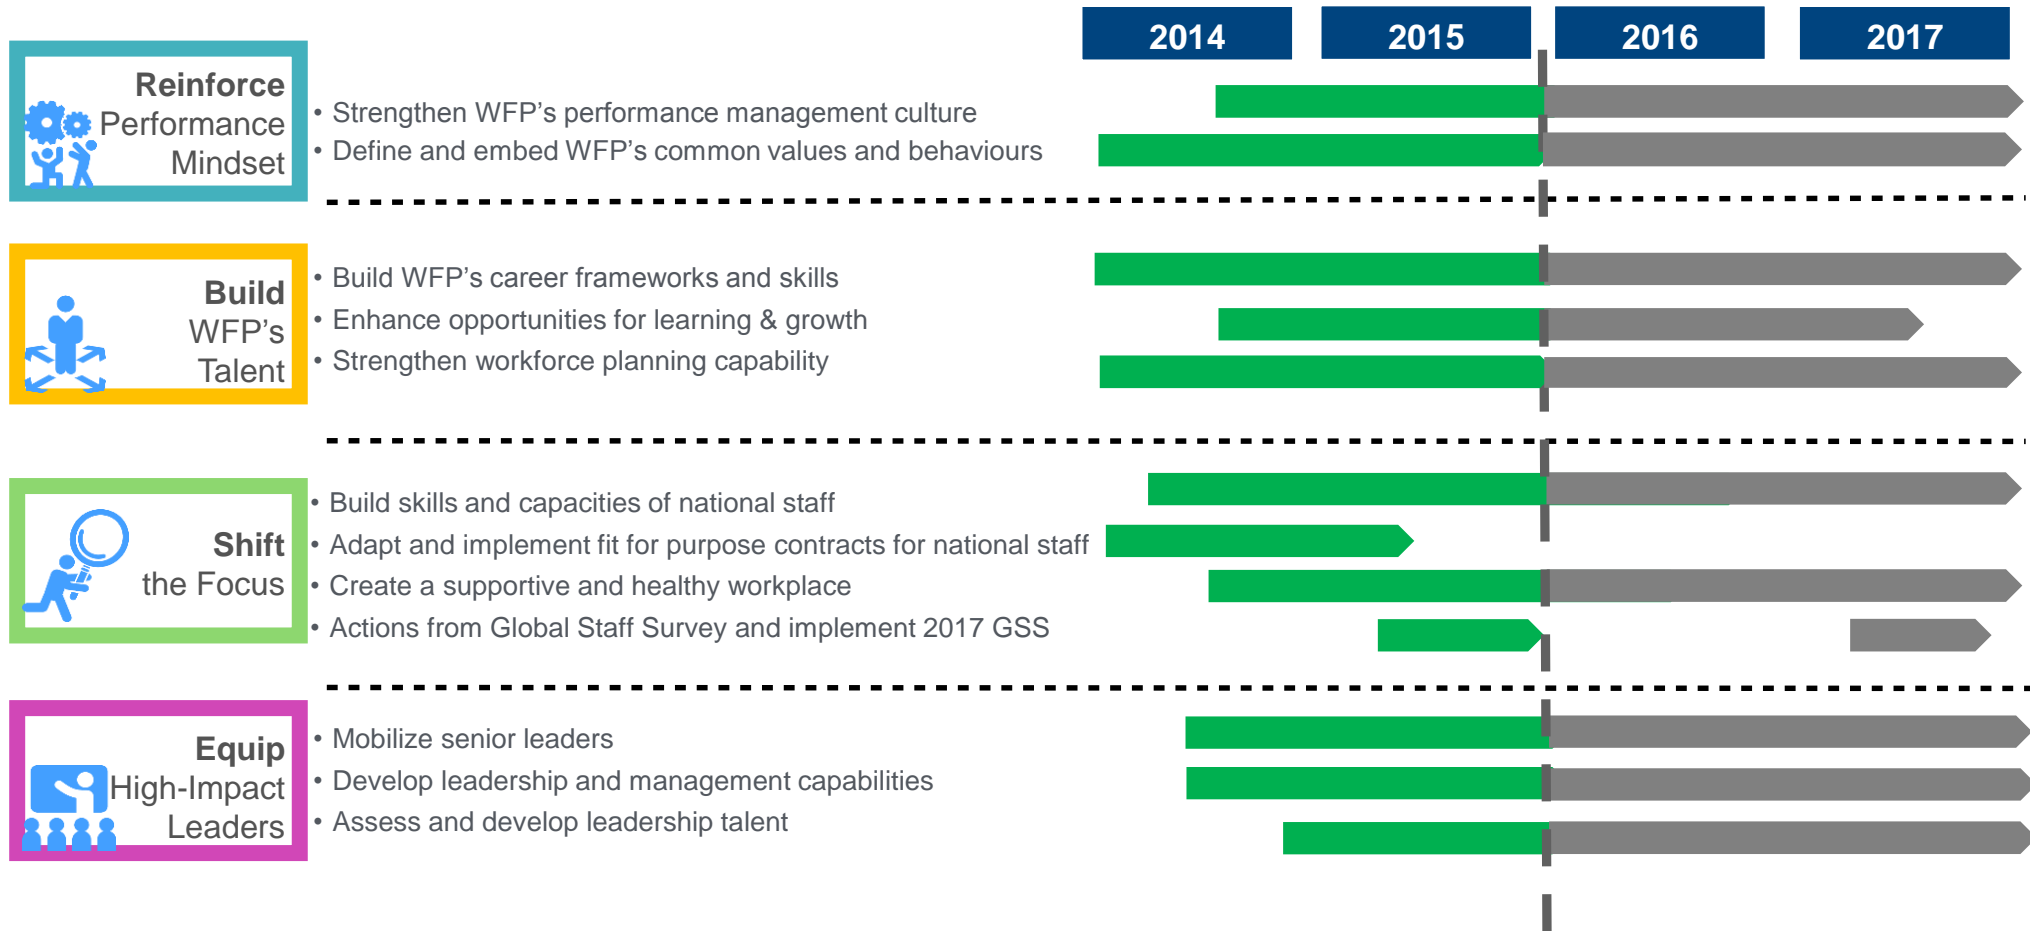 2014 2015 2016 2017
Reinforce
Performance
Mindset
• Strengthen WFP’s performance management culture
• Define and embed WFP’s common values and behaviours
Build
WFP’s
Talent
• Build WFP’s career frameworks and skills
• Enhance opportunities for learning & growth
• Strengthen workforce planning capability
Shift
the Focus
• Build skills and capacities of national staff
• Adapt and implement fit for purpose contracts for national staff
• Create a supportive and healthy workplace
• Actions from Global Staff Survey and implement 2017 GSS
Equip
High-Impact
Leaders
• Mobilize senior leaders
• Develop leadership and management capabilities
• Assess and develop leadership talent